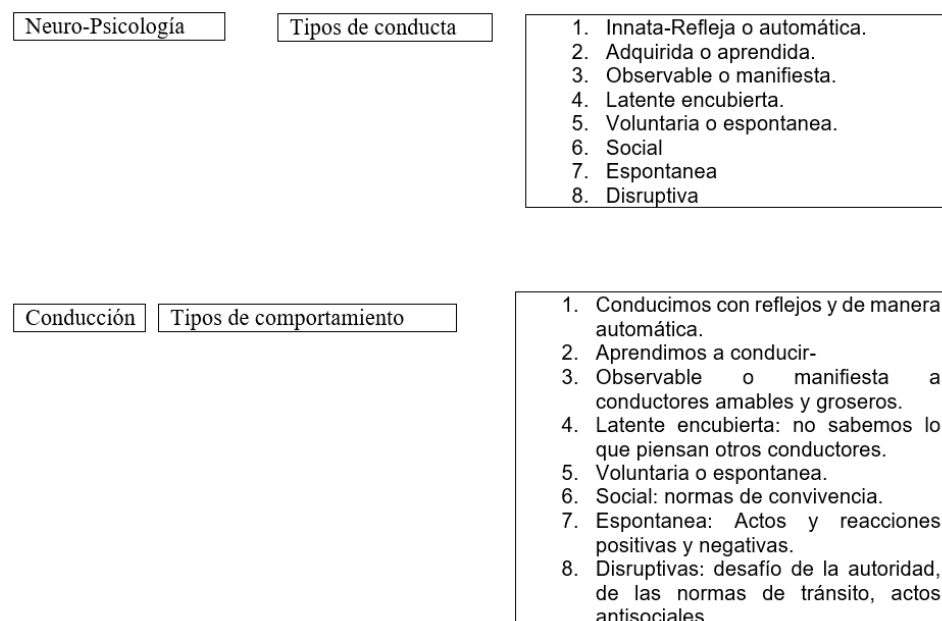 Neuro-Psicología
Tipos de conducta
1. Innata-Refleja o automática.
2. Adquirida o aprendida.
3. Observable o manifiesta.
4. Latente encubierta.
5. Voluntaria o espontanea.
6. Social
7. Espontanea
8. Disruptiva
Conducción
Tipos de comportamiento
1. Conducimos con reflejos y de manera
automática.
2. Aprendimos a conducir-
3. Observable o manifiesta a
conductores amables y groseros.
4. Latente encubierta: no sabemos lo
que piensan otros conductores.
5. Voluntaria o espontanea.
6. Social: normas de convivencia.
7. Espontanea: Actos y reacciones
positivas y negativas.
8. Disruptivas: desafío de la autoridad,
de las normas de tránsito, actos
antisociales